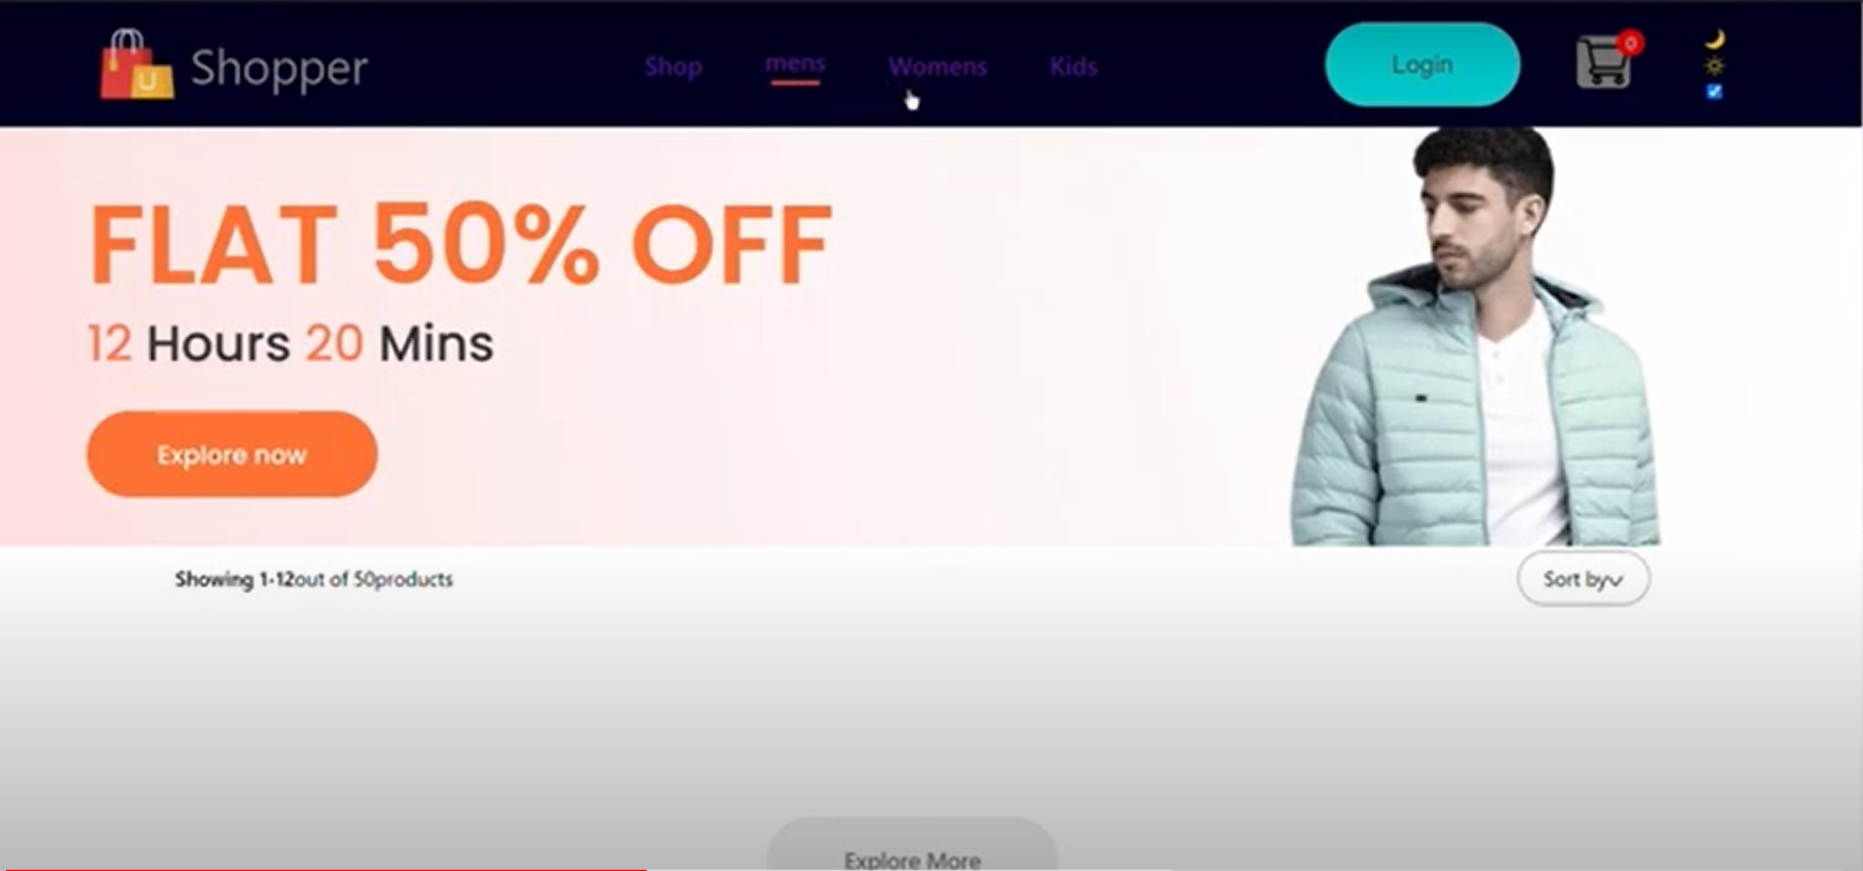 Shopper
Shop mens Womens Kids
Login
0
FLAT 50% OFF
12 Hours 20 Mins
Explore now
Showing 1-12out of 50products
Sort by
Explore More